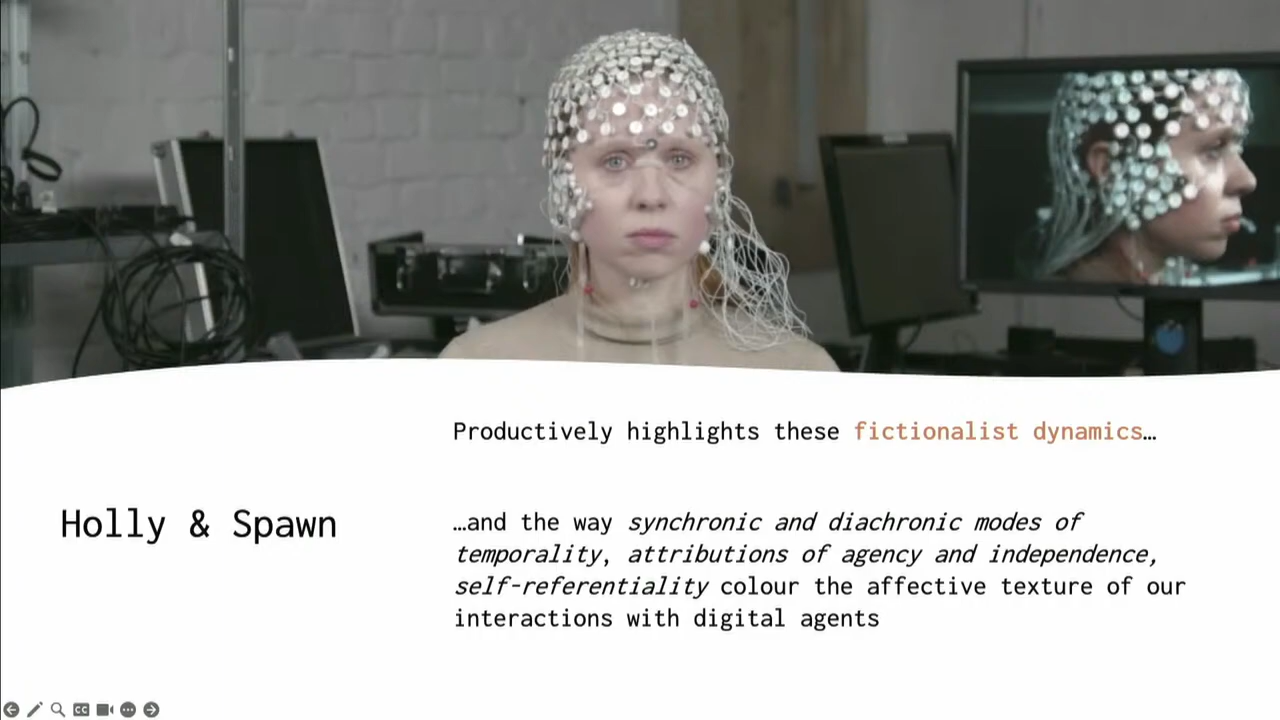 Productively highlights these fictionalist dynamics…
Holly & Spawn
…and the way synchronic and diachronic modes of
temporality, attributions of agency and independence,
self-referentiality colour the affective texture of our
interactions with digital agents
CC